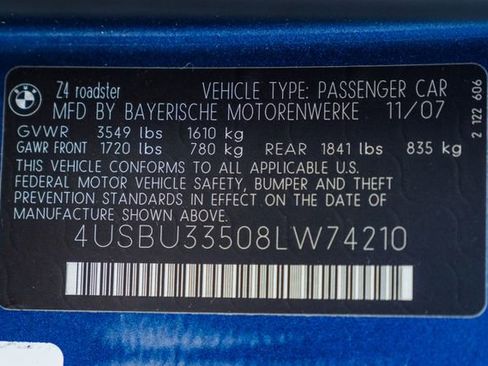 BMW
Z4 roadster VEHICLE TYPE: PASSENGER CAR
MFD BY BAYERISCHE MOTORENWERKE 11/07
GVWR 3549 lbs 1610 kg
GAWR FRONT 1720 lbs 780 kg REAR 1841 lbs 835 kg
THIS VEHICLE CONFORMS TO ALL APPLICABLE U.S.
FEDERAL MOTOR VEHICLE SAFETY, BUMPER AND THEFT
PREVENTION STANDARDS IN EFFECT ON THE DATE
OF MANUFACTURE SHOWN ABOVE.
4USBU33508LW74210
2 122 606